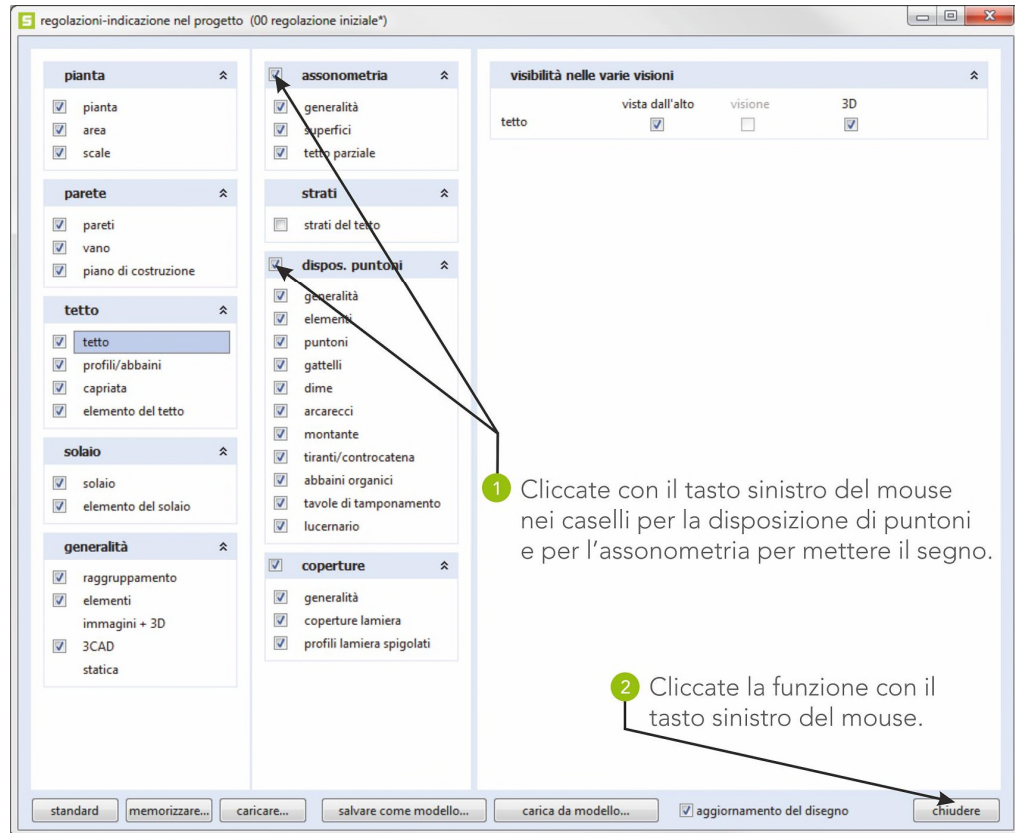 S regolazioni-indicazione nel progetto (00 regolazione iniziale*)
pianta
pianta
area
scale
parete
pareti
vano
piano di costruzione
tetto
tetto
profili/abbaini
capriata
elemento del tetto
solaio
solaio
elemento del solaio
generalità
raggruppamento
elementi
immagini + 3D
3CAD
statica
assonometria
generalità
superfici
tetto parziale
strati
strati del tetto
dispos. puntoni
generalità
elementi
puntoni
gattelli
dime
arcarecci
montante
tiranti/controcatena
abbaini organici
tavole di tamponamento
lucernario
coperture
generalità
coperture lamiera
profili lamiera spigolati
visibilità nelle varie visioni
vista dall'alto visione 3D
tetto
1 Cliccate con il tasto sinistro del mouse
nei caselli per la disposizione di puntoni
e per l'assonometria per mettere il segno.
2 Cliccate la funzione con il
tasto sinistro del mouse.
standard memorizzare... caricare... salvare come modello... carica da modello... aggiornamento del disegno chiudere